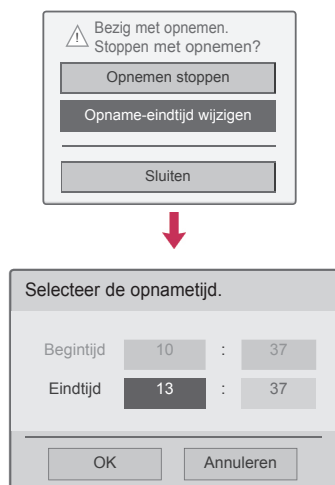 Bezig met opnemen.
Stoppen met opnemen?
Opnemen stoppen
Opname-eindtijd wijzigen
Sluiten
Selecteer de opnametijd.
Begintijd 10 : 37
Eindtijd 13 : 37
OK Annuleren